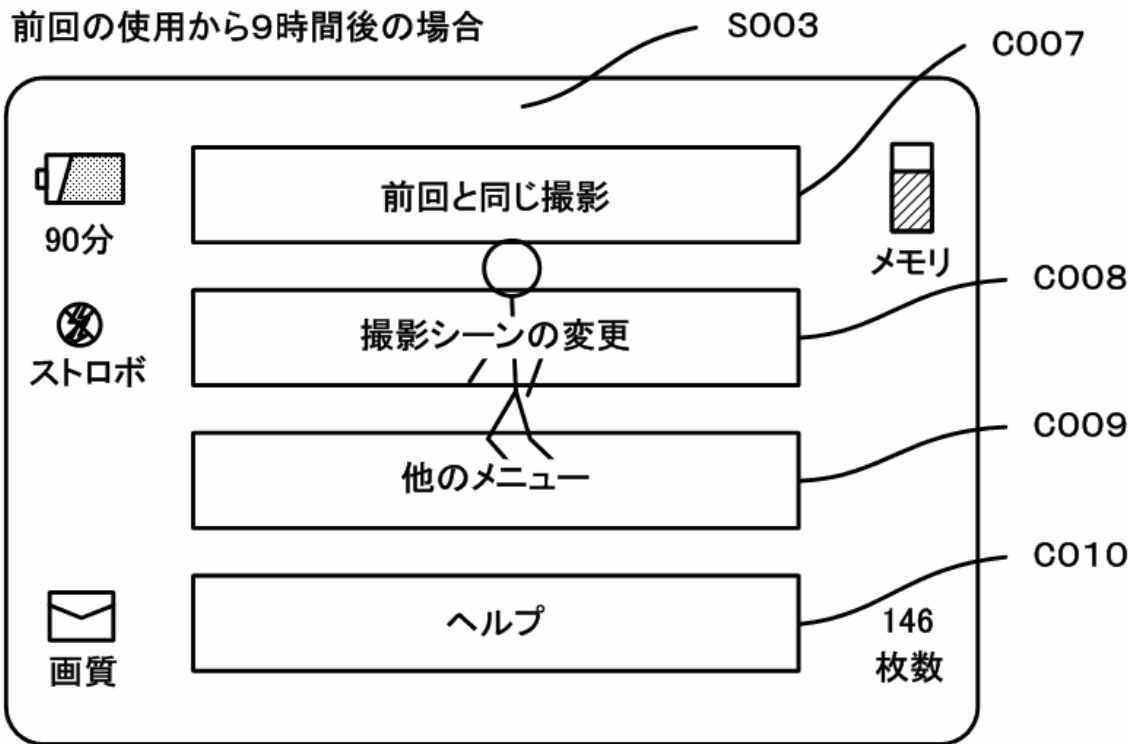 前回の使用から9時間後の場合
S003
C007
前回と同じ撮影
90分
メモリ
C008
撮影シーンの変更
ストロボ
C009
他のメニュー
C010
ヘルプ
146
画質
枚数